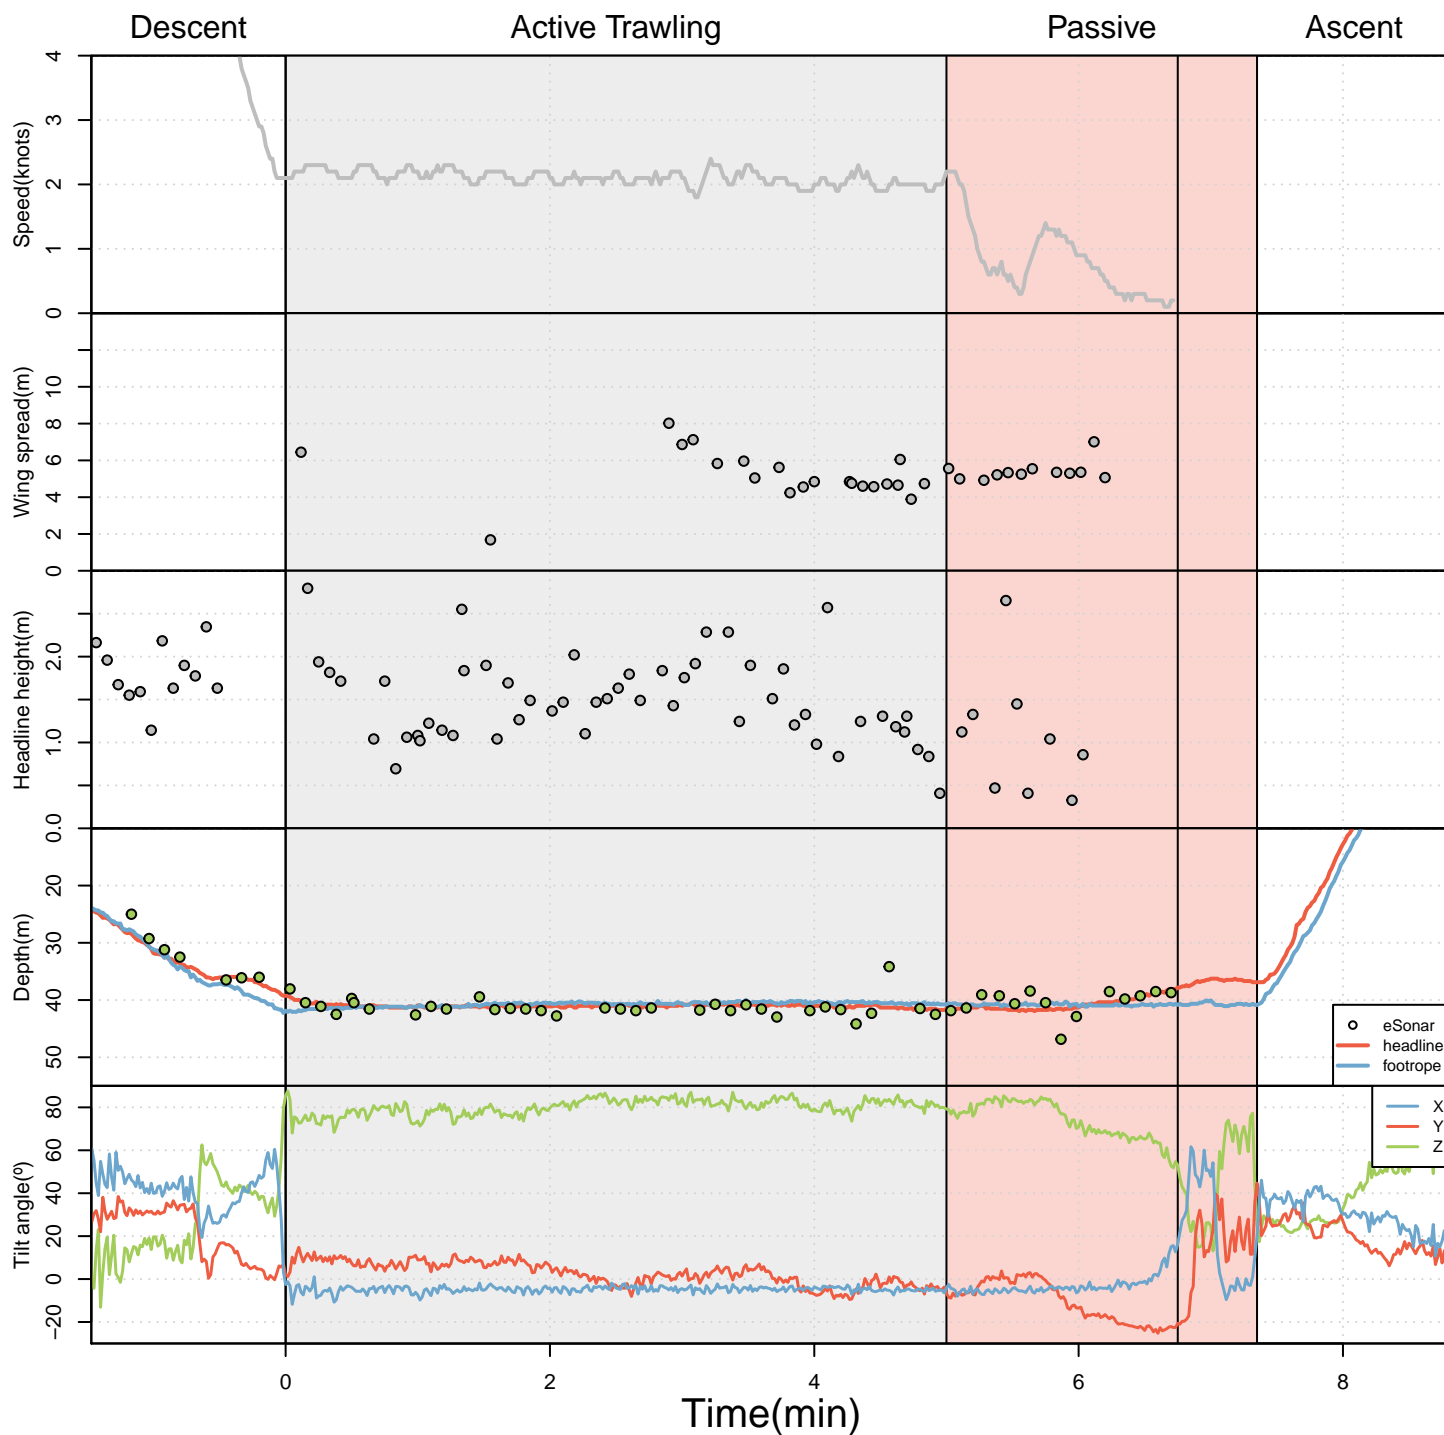 Descent Active Trawling Passive Ascent
Speed(knots)
0 1 2 3 4
Wing spread(m)
0 2 4 6 8 10
Headline height(m)
0.0 1.0 2.0
Depth(m)
20 30 40 50
eSonar
headline
footrope
Tilt angle(º)
−20 0 20 40 60 80
X
Y
Z
0 2 4 6 8
Time(min)